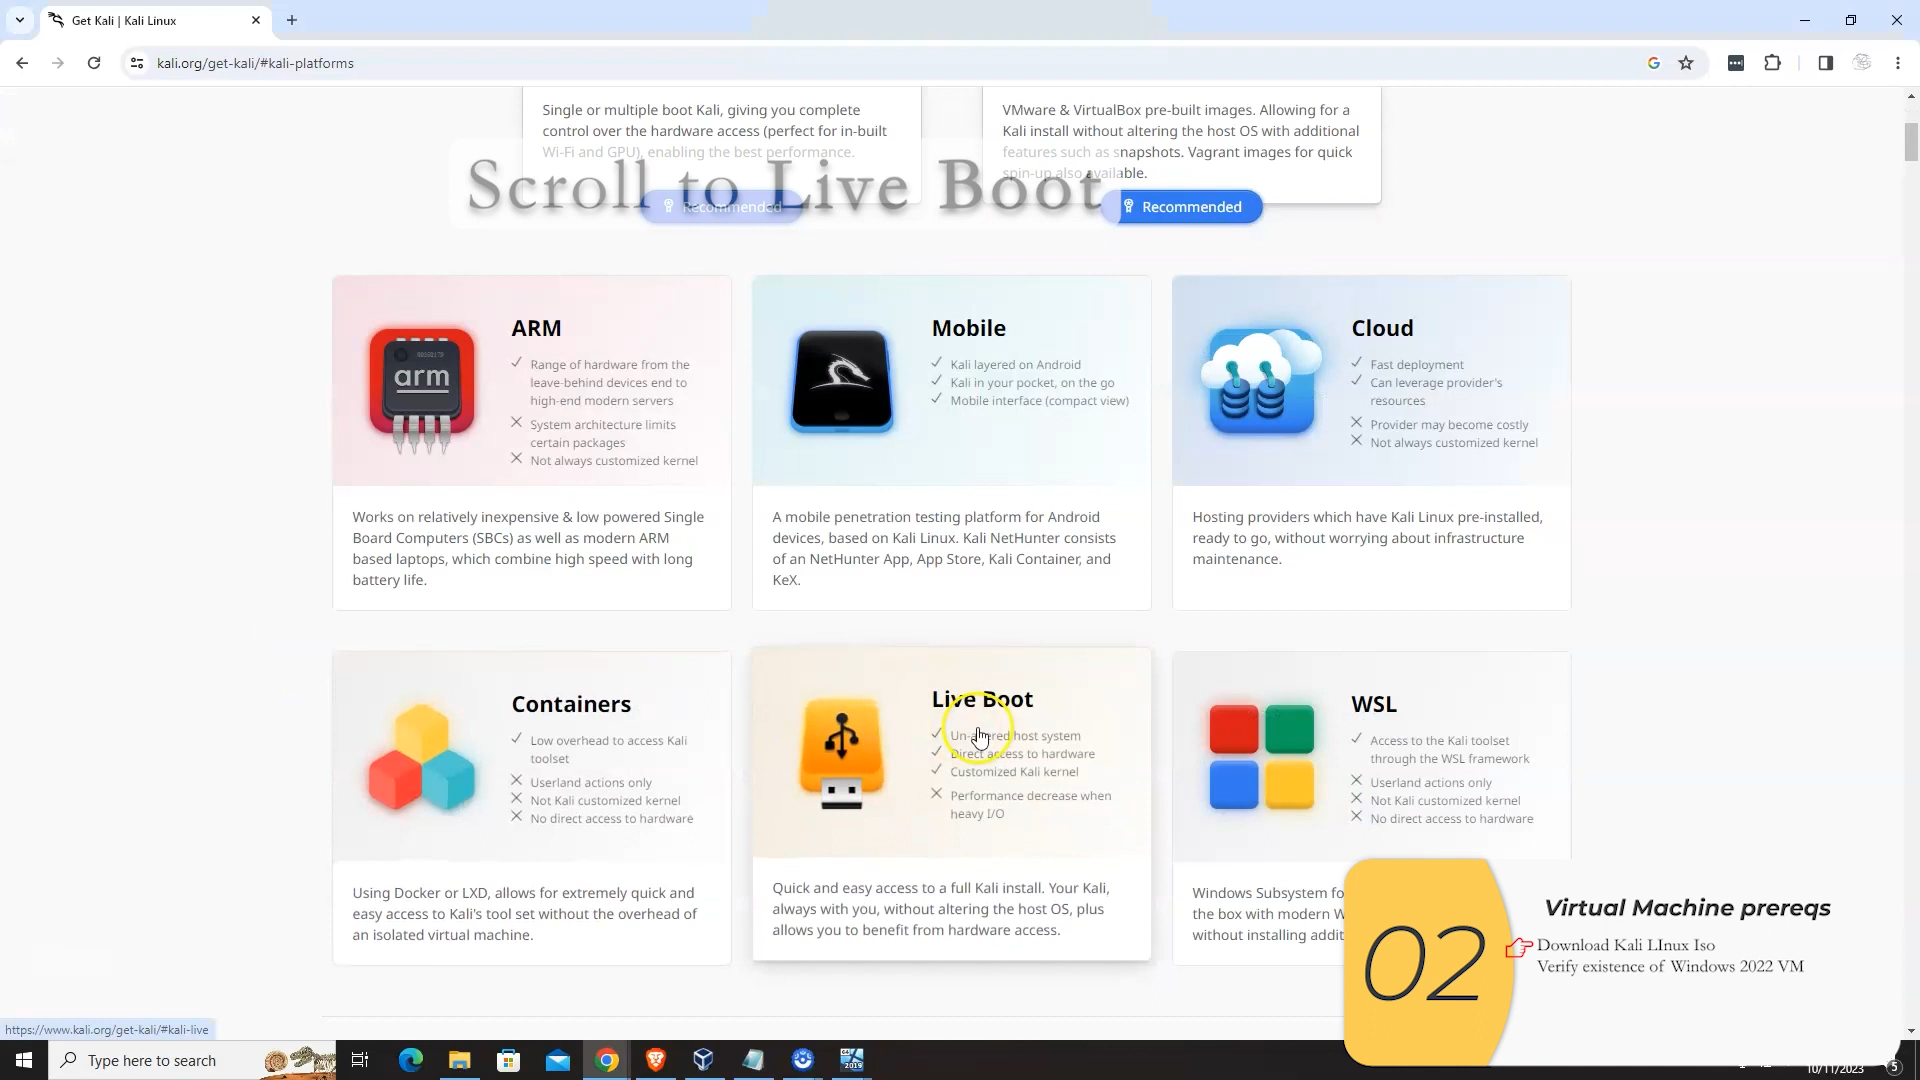 Get Kali | Kali Linux
kali.org/get-kali/#kali-platforms
Single or multiple boot Kali, giving you complete
control over the hardware access (perfect for in-built
Wi-Fi and GPU), enabling the best performance.
Recommended
VMware & VirtualBox pre-built images. Allowing for a
Kali install without altering the host OS with additional
features such as snapshots. Vagrant images for quick
spin-up also available.
Recommended
Scroll to Live Boot
arm
ARM
Range of hardware from the
leave-behind devices end to
high-end modern servers
System architecture limits
certain packages
Not always customized kernel
Works on relatively inexpensive & low powered Single
Board Computers (SBCs) as well as modern ARM
based laptops, which combine high speed with long
battery life.
Mobile
Kali layered on Android
Kali in your pocket, on the go
Mobile interface (compact view)
A mobile penetration testing platform for Android
devices, based on Kali Linux. Kali NetHunter consists
of an NetHunter App, App Store, Kali Container, and
KeX.
Cloud
Fast deployment
Can leverage provider's
resources
Provider may become costly
Not always customized kernel
Hosting providers which have Kali Linux pre-installed,
ready to go, without worrying about infrastructure
maintenance.
Containers
Low overhead to access Kali
toolset
Userland actions only
Not Kali customized kernel
No direct access to hardware
Using Docker or LXD, allows for extremely quick and
easy access to Kali's tool set without the overhead of
an isolated virtual machine.
Live Boot
Un-altered host system
Direct access to hardware
Customized Kali kernel
Performance decrease when
heavy I/O
Quick and easy access to a full Kali install. Your Kali,
always with you, without altering the host OS, plus
allows you to benefit from hardware access.
WSL
Access to the Kali toolset
through the WSL framework
Userland actions only
Not Kali customized kernel
No direct access to hardware
Windows Subsystem fo
the box with modern W
without installing addit
02
Virtual Machine prereqs
Download Kali LInux Iso
Verify existence of Windows 2022 VM
https://www.kali.org/get-kali/#kali-live
Type here to search
2019
10/11/2023
5